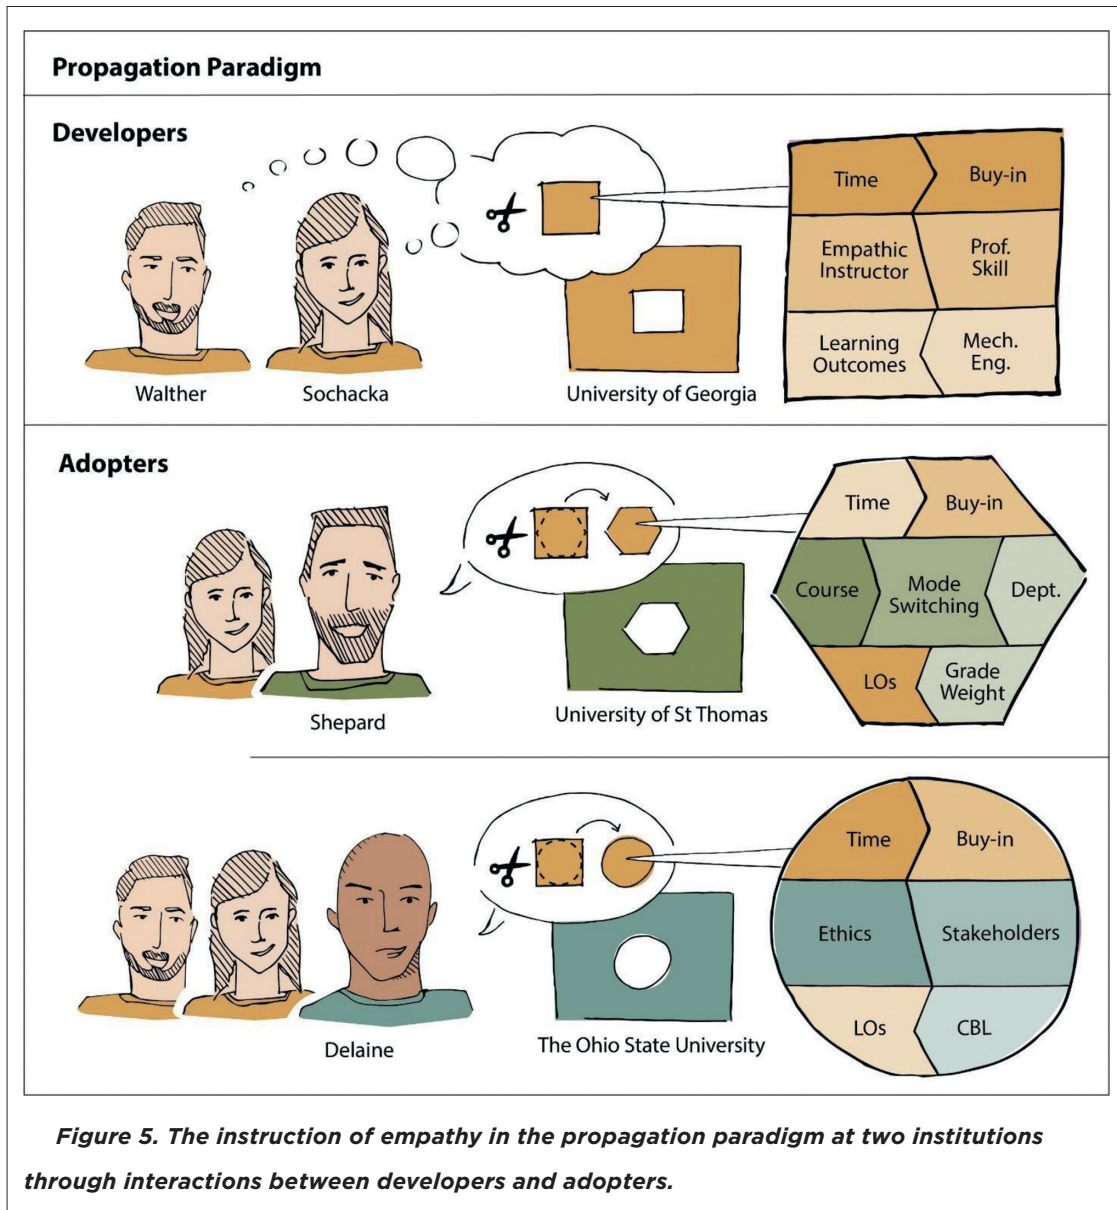 Propagation Paradigm
Developers
Walther
Sochacka
University of Georgia
Time
Buy-in
Empathic
Instructor
Prof.
Skill
Learning
Outcomes
Mech.
Eng.
Adopters
Shepard
University of St Thomas
Time
Buy-in
Course
Mode
Switching
Dept.
LOs
Grade
Weight
Delaine
The Ohio State University
Time
Buy-in
Ethics
Stakeholders
LOs
CBL
Figure 5. The instruction of empathy in the propagation paradigm at two institutions
through interactions between developers and adopters.